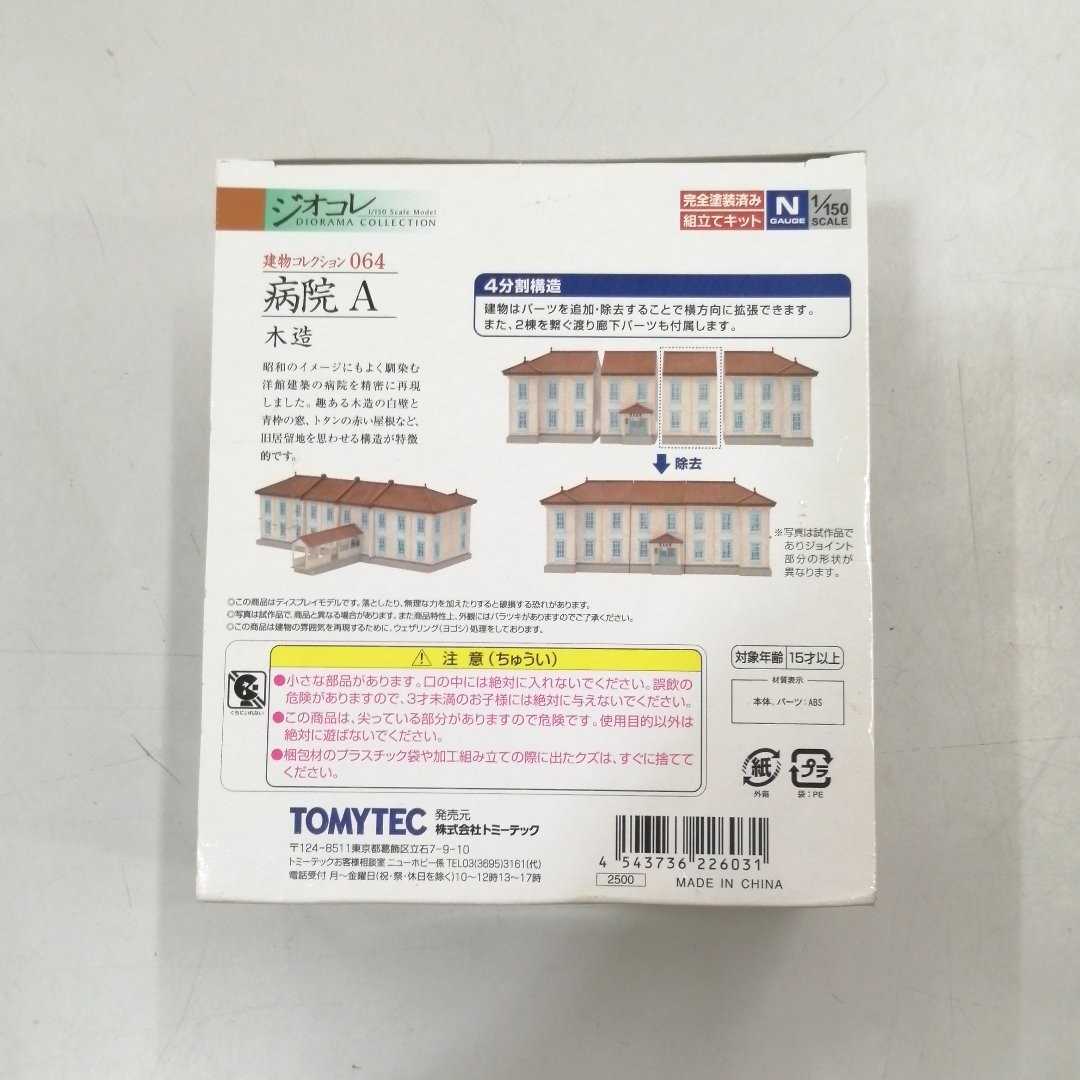 ジオコレ
1/150 Scale Model
DIORAMA COLLECTION
完全塗装済み
組立てキット
N
GAUGE
1/150
SCALE
建物コレクション 064
病院 A
木造
昭和のイメージにもよく馴染む
洋館建築の病院を精密に再現
しました。趣ある木造の白壁と
青枠の窓、トタンの赤い屋根など、
旧居留地を思わせる構造が特徴
的です。
4分割構造
建物はパーツを追加・除去することで横方向に拡張できます。
また、2棟を繋ぐ渡り廊下パーツも付属します。
除去
※写真は試作品で
ありジョイント
部分の形状が
異なります。
◎この商品はディスプレイモデルです。落としたり、無理な力を加えたりすると破損する恐れがあります。
◎写真は試作品で、商品と異なる場合があります。また商品特性上、外観にはバラツキがありますのでご了承ください。
◎この商品は建物の雰囲気を再現するために、ウェザリング(ヨゴシ)処理をしております。
くちにいれない
注 意 (ちゅうい)
●小さな部品があります。口の中には絶対に入れないでください。誤飲の
危険がありますので、3才未満のお子様には絶対に与えないでください。
●この商品は、尖っている部分がありますので危険です。使用目的以外は
絶対に遊ばないでください。
●梱包材のプラスチック袋や加工組み立ての際に出たクズは、すぐに捨てて
ください。
対象年齢 15才以上
材質表示
本体、パーツ:ABS
紙
外箱
プラ
袋:PE
TOMYTEC
発売元
株式会社トミーテック
〒124-8511東京都葛飾区立石7-9-10
トミーテックお客様相談室 ニューホビー係 TEL03(3695)3161(代)
電話受付 月～金曜日(祝・祭・休日を除く)10～12時13～17時
4 543736 226031
2500
MADE IN CHINA